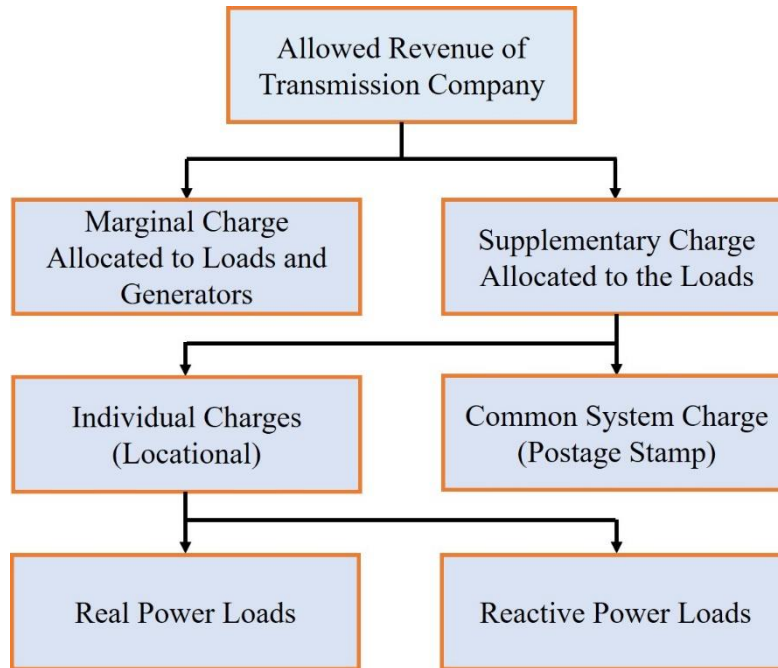 Allowed Revenue of
Transmission Company
Marginal Charge
Allocated to Loads and
Generators
Supplementary Charge
Allocated to the Loads
Individual Charges
(Locational)
Common System Charge
(Postage Stamp)
Real Power Loads
Reactive Power Loads